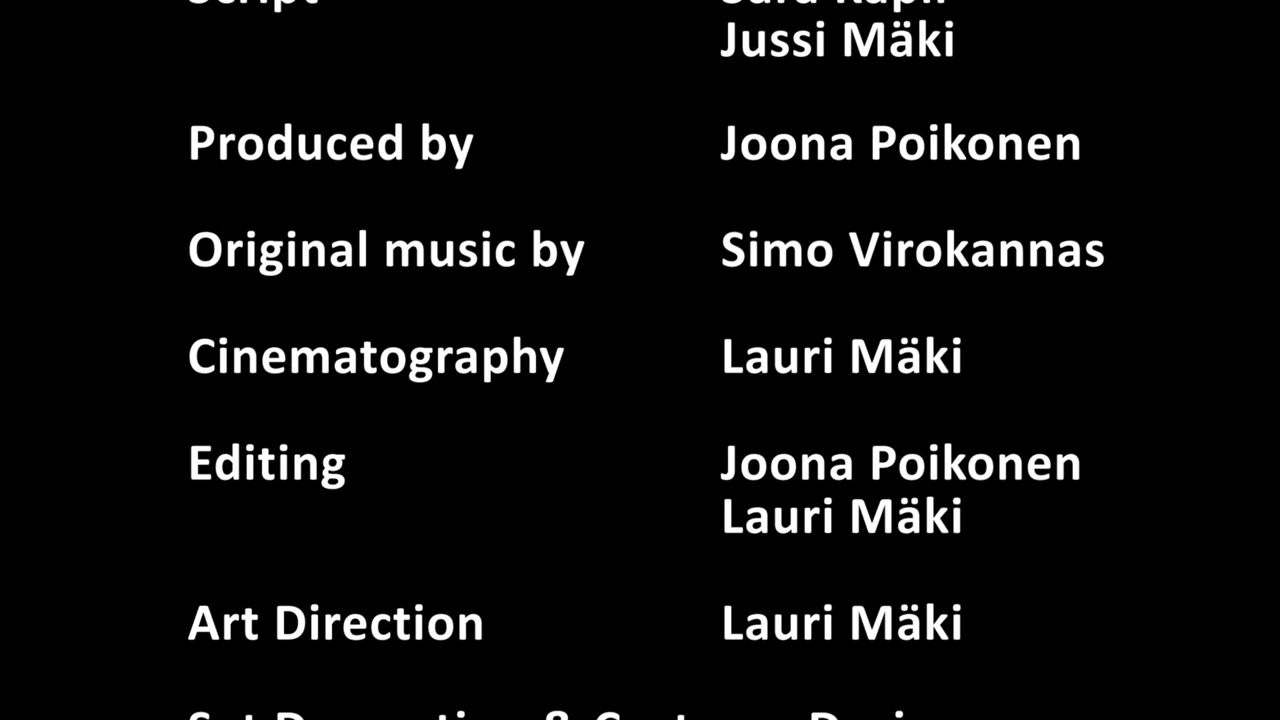 Script
Jussi Mäki
Produced by Joona Poikonen
Original music by Simo Virokannas
Cinematography Lauri Mäki
Editing Joona Poikonen
Lauri Mäki
Art Direction Lauri Mäki